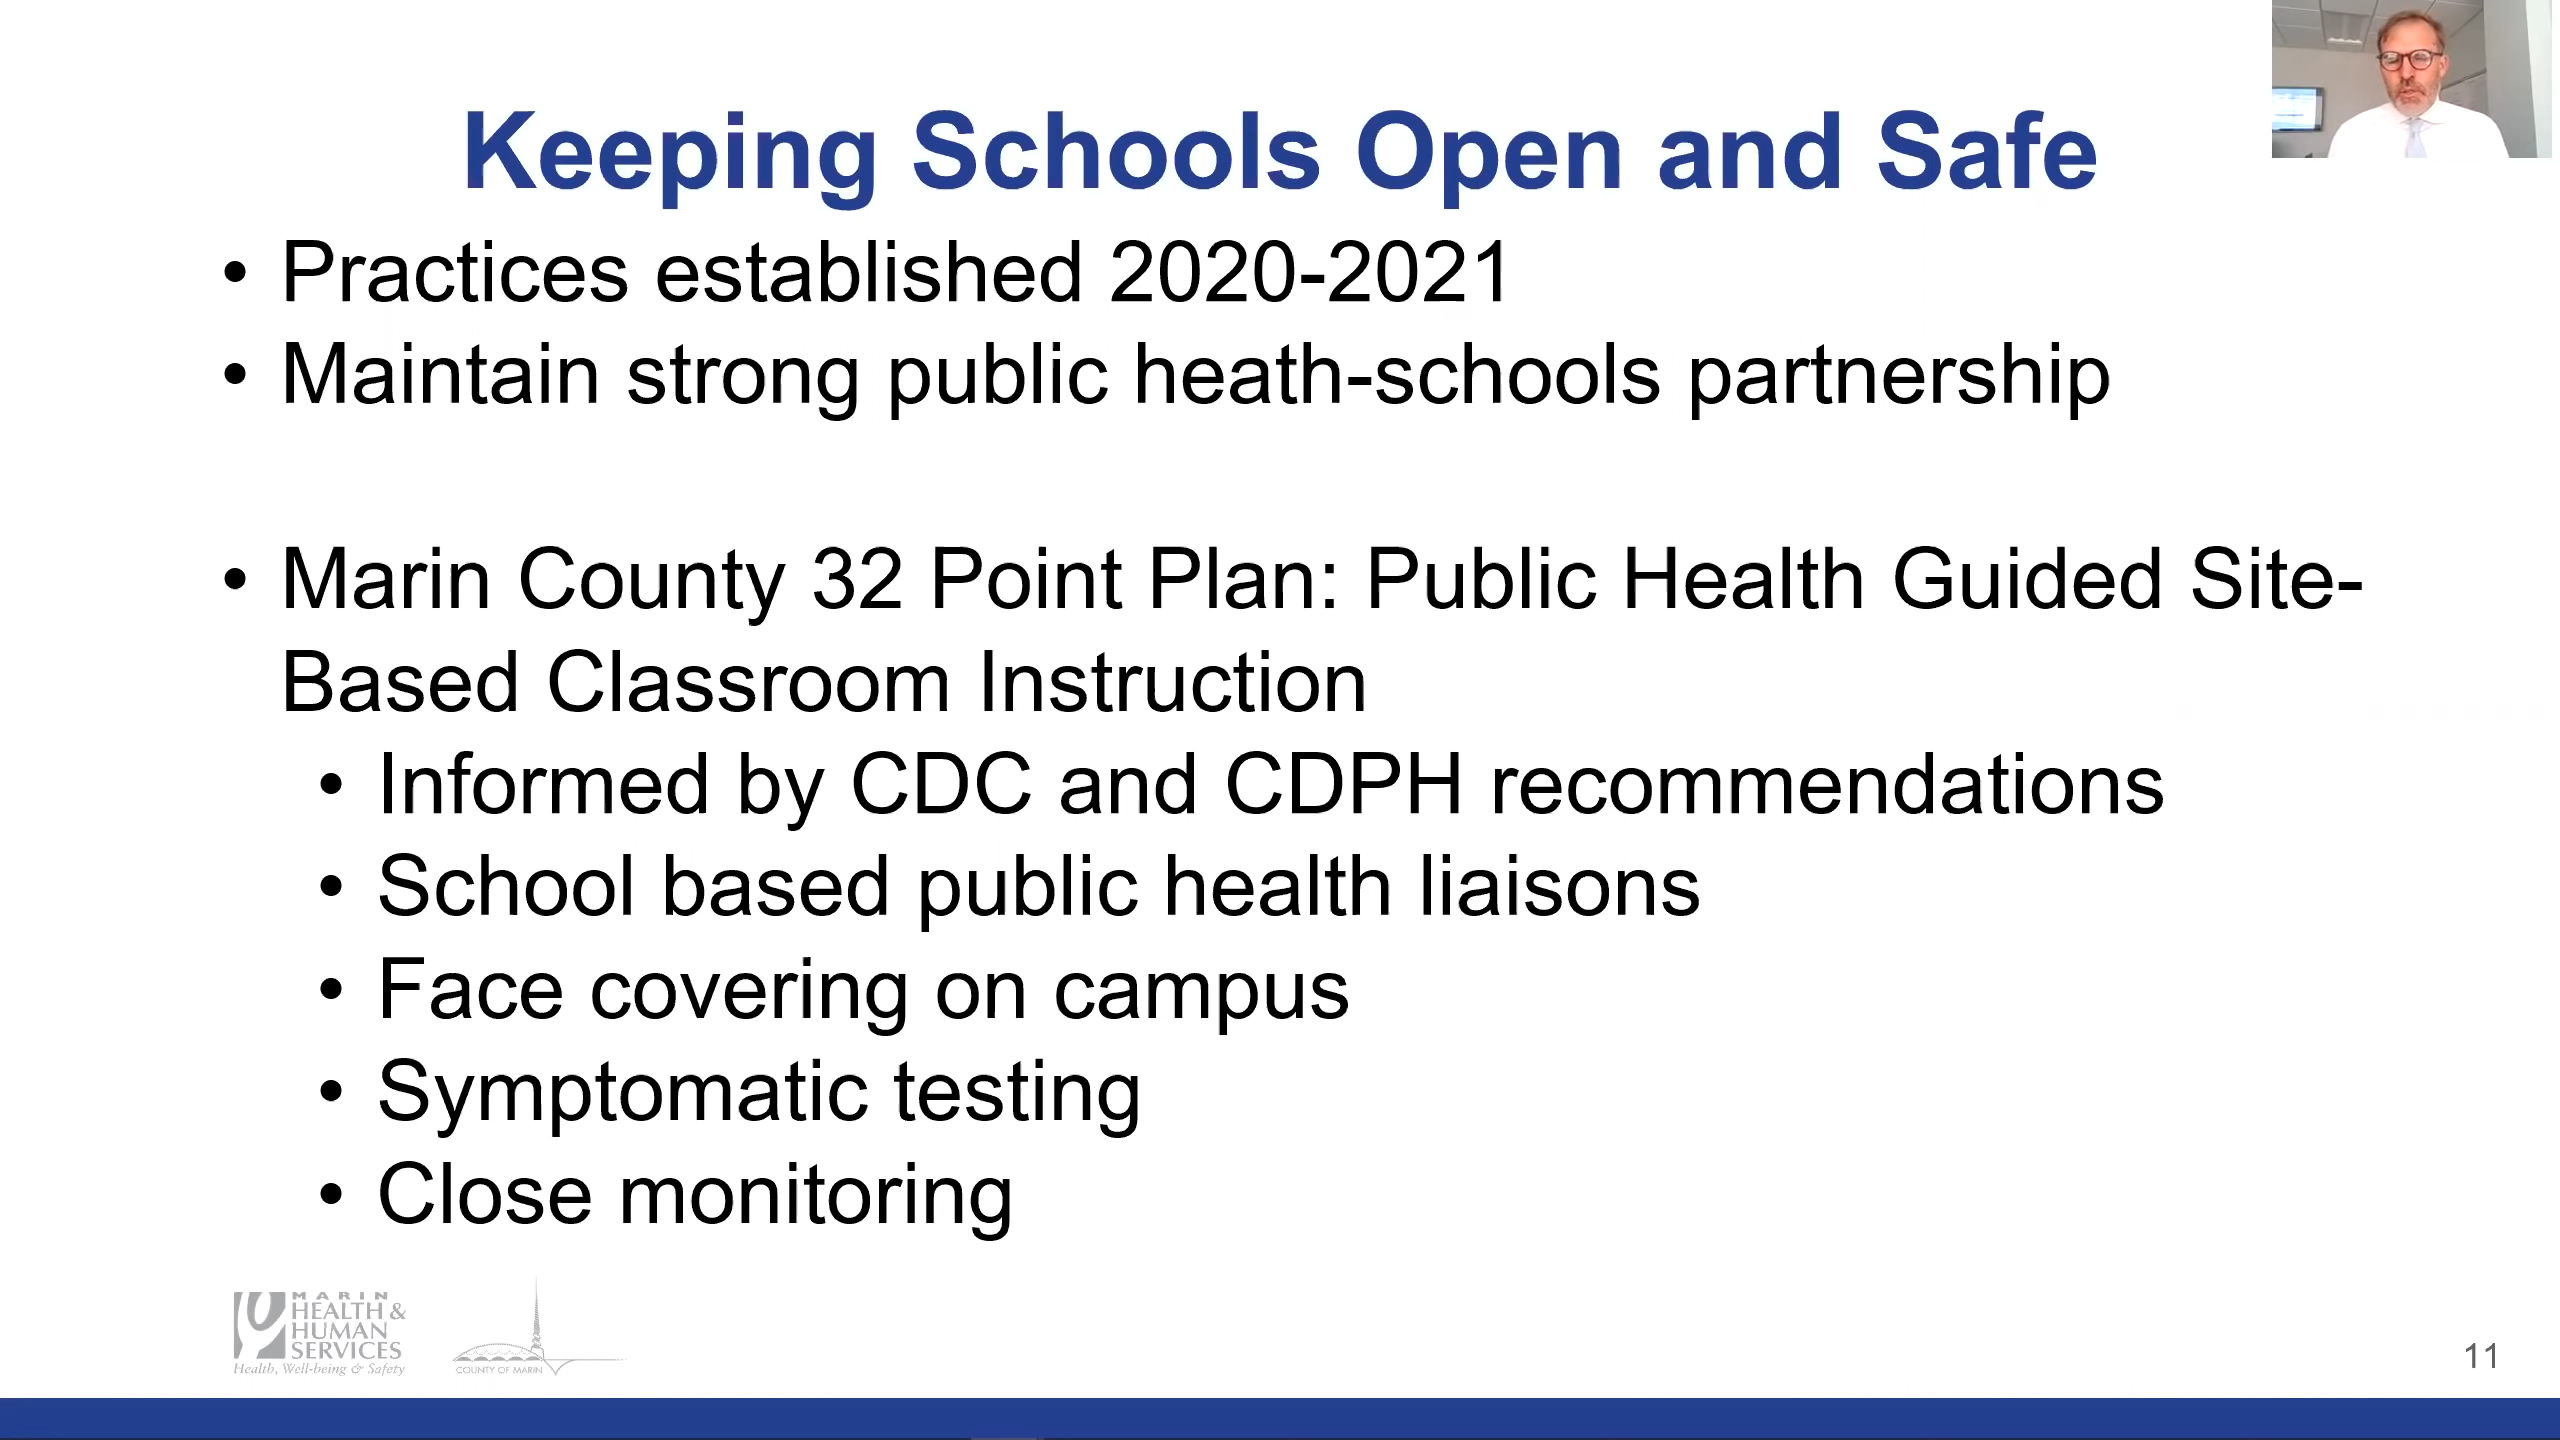 Keeping Schools Open and Safe
• Practices established 2020-2021
• Maintain strong public heath-schools partnership
• Marin County 32 Point Plan: Public Health Guided Site-
Based Classroom Instruction
• Informed by CDC and CDPH recommendations
• School based public health liaisons
• Face covering on campus
• Symptomatic testing
• Close monitoring
MARIN
HEALTH &
HUMAN
SERVICES
Health, Well-being & Safety
COUNTY OF MARIN
11